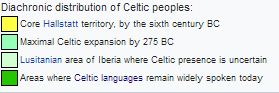 Diachronic distribution of Celtic peoples:
Core Hallstatt territory, by the sixth century BC
Maximal Celtic expansion by 275 BC
Lusitanian area of Iberia where Celtic presence is uncertain
Areas where Celtic languages remain widely spoken today